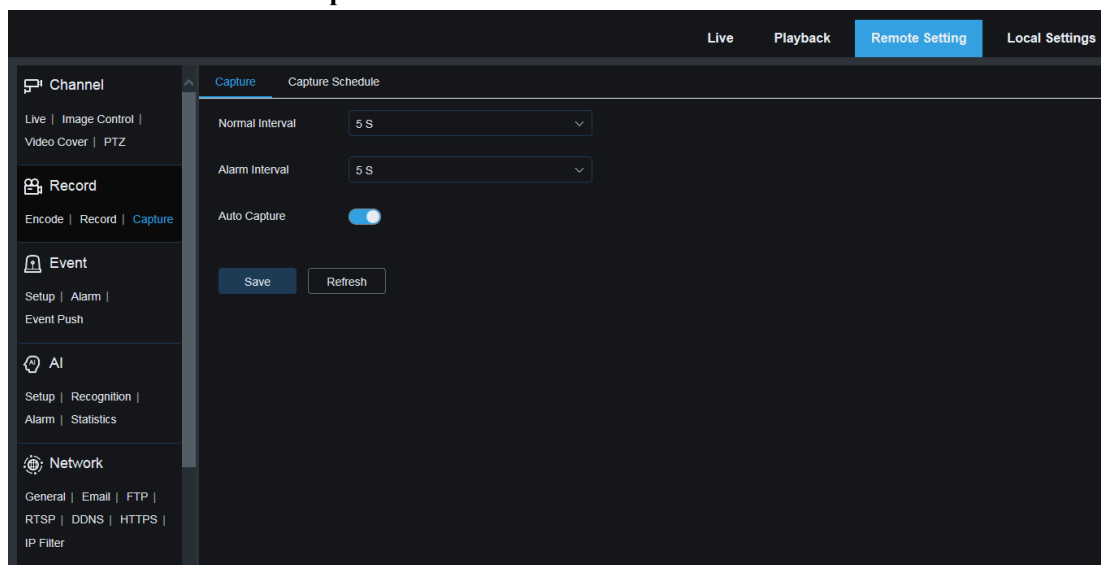 Live Playback Remote Setting Local Settings
Channel
Live | Image Control |
Video Cover | PTZ
Record
Encode | Record | Capture
Event
Setup | Alarm |
Event Push
AI
Setup | Recognition |
Alarm | Statistics
Network
General | Email | FTP |
RTSP | DDNS | HTTPS |
IP Filter
Capture Capture Schedule
Normal Interval 5 S
Alarm Interval 5 S
Auto Capture
Save Refresh